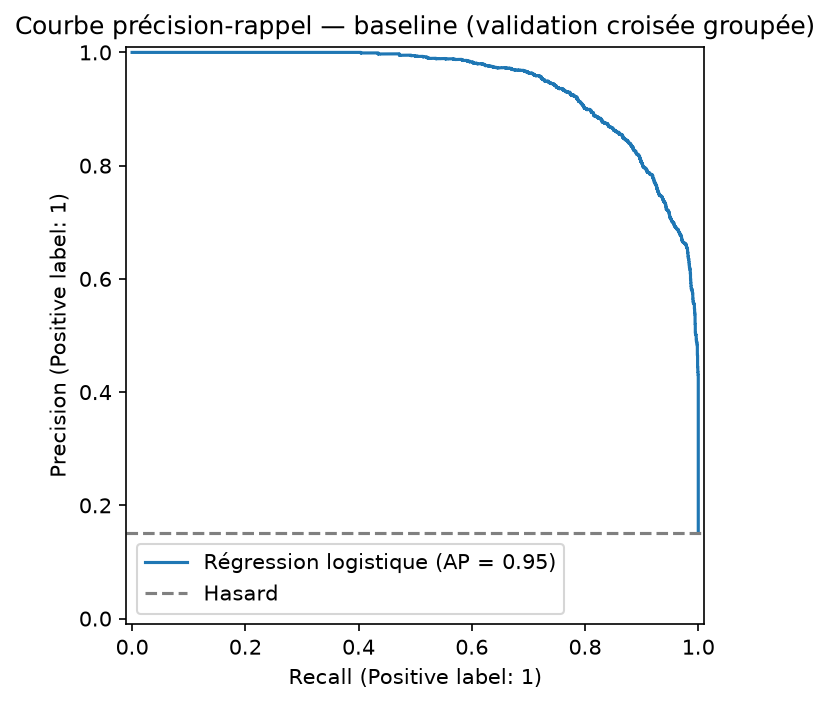 Courbe précision-rappel — baseline (validation croisée groupée)
1.0
0.8
0.6
0.4
0.2
0.0
Precision (Positive label: 1)
Régression logistique (AP = 0.95)
Hasard
0.0 0.2 0.4 0.6 0.8 1.0
Recall (Positive label: 1)